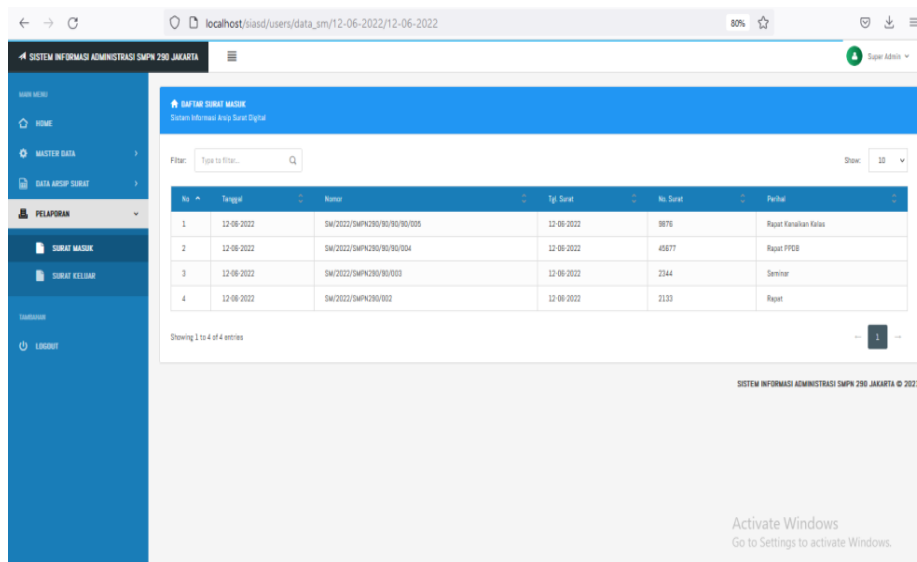 localhost/siasd/users/data_sm/12-06-2022/12-06-2022
80%
SISTEM INFORMASI ADMINISTRASI SMPN 290 JAKARTA
Super Admin
MAIN MENU
HOME
MASTER DATA
DATA ARSIP SURAT
PELAPORAN
SURAT MASUK
SURAT KELUAR
TAMBAHAN
LOGOUT
DAFTAR SURAT MASUK
Sistem Informasi Arsip Surat Digital
Filter: Type to filter... Show: 10
No Tanggal Nomor Tgl. Surat No. Surat Perihal
1 12-06-2022 SM/2022/SMPN290/90/90/90/005 12-06-2022 9876 Rapat Kenaikan Kelas
2 12-06-2022 SM/2022/SMPN290/90/90/004 12-06-2022 45677 Rapat PPDB
3 12-06-2022 SM/2022/SMPN290/90/003 12-06-2022 2344 Seminar
4 12-06-2022 SM/2022/SMPN290/002 12-06-2022 2133 Rapat
Showing 1 to 4 of 4 entries 1
SISTEM INFORMASI ADMINISTRASI SMPN 290 JAKARTA ©
Activate Windows
Go to Settings to activate Windows.